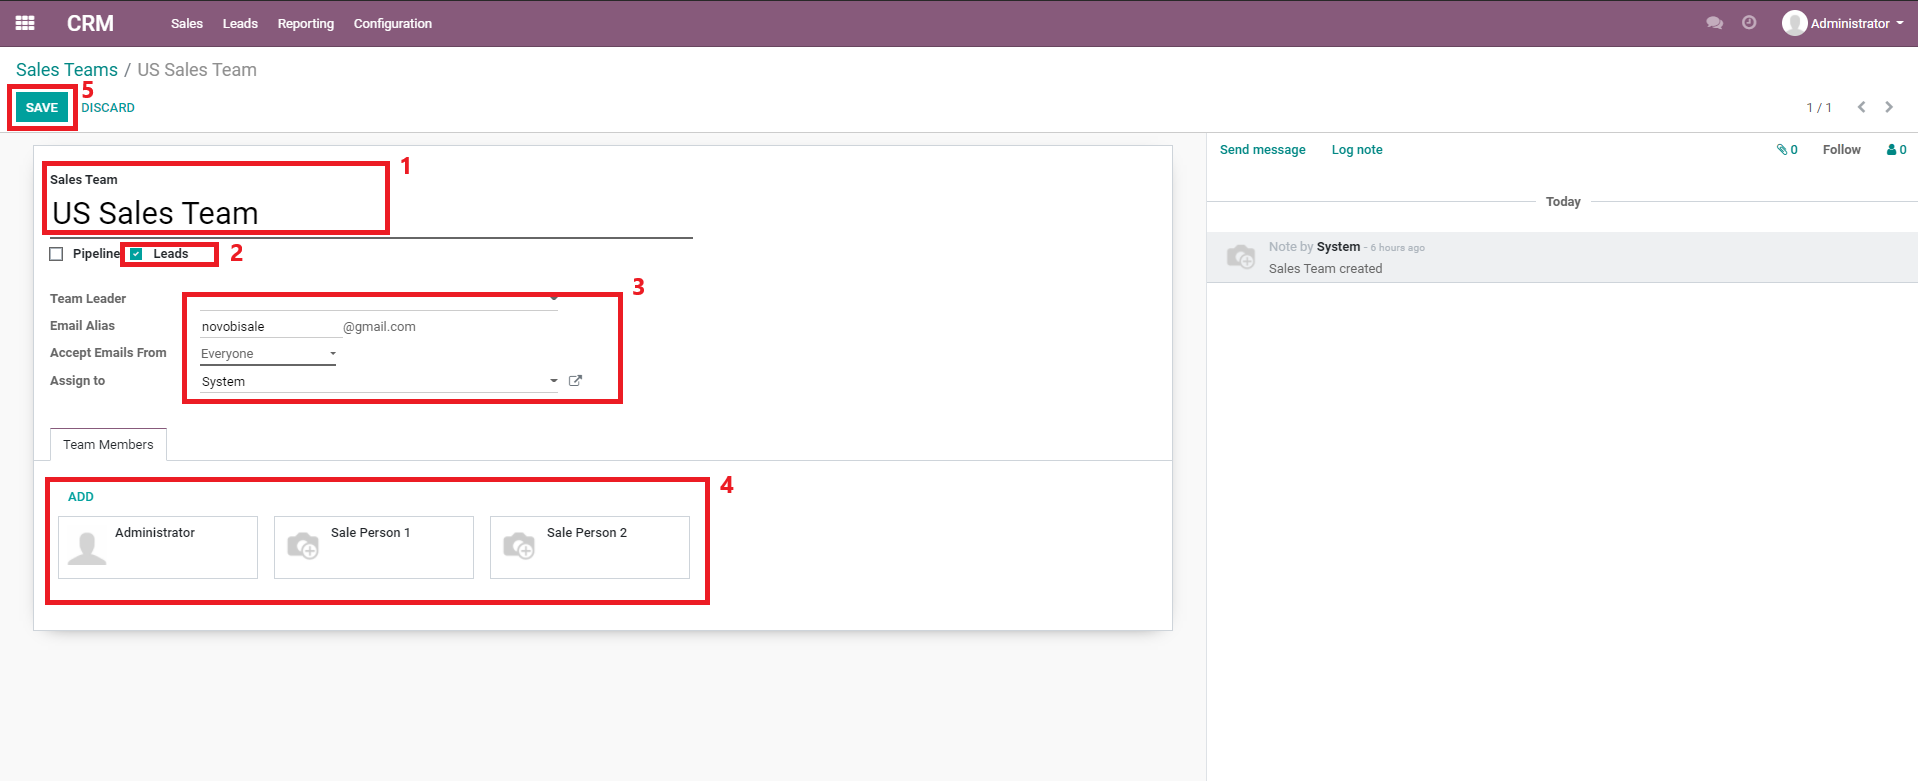 CRM Sales Leads Reporting Configuration Administrator
Sales Teams / US Sales Team
5
SAVE DISCARD 1 / 1
1
Sales Team
US Sales Team
Pipeline Leads 2
3
Team Leader
Email Alias novobisale @gmail.com
Accept Emails From Everyone
Assign to System
Team Members
4
ADD
Administrator Sale Person 1 Sale Person 2
Send message Log note 0 Follow 0
Today
Note by System - 6 hours ago
Sales Team created